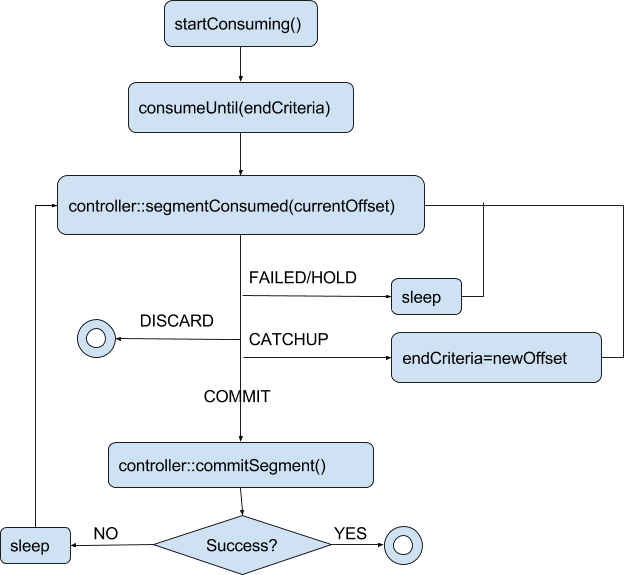 startConsuming()
consumeUntil(endCriteria)
controller::segmentConsumed(currentOffset)
FAILED/HOLD
sleep
DISCARD
CATCHUP
endCriteria=newOffset
COMMIT
controller::commitSegment()
NO
YES
sleep
Success?